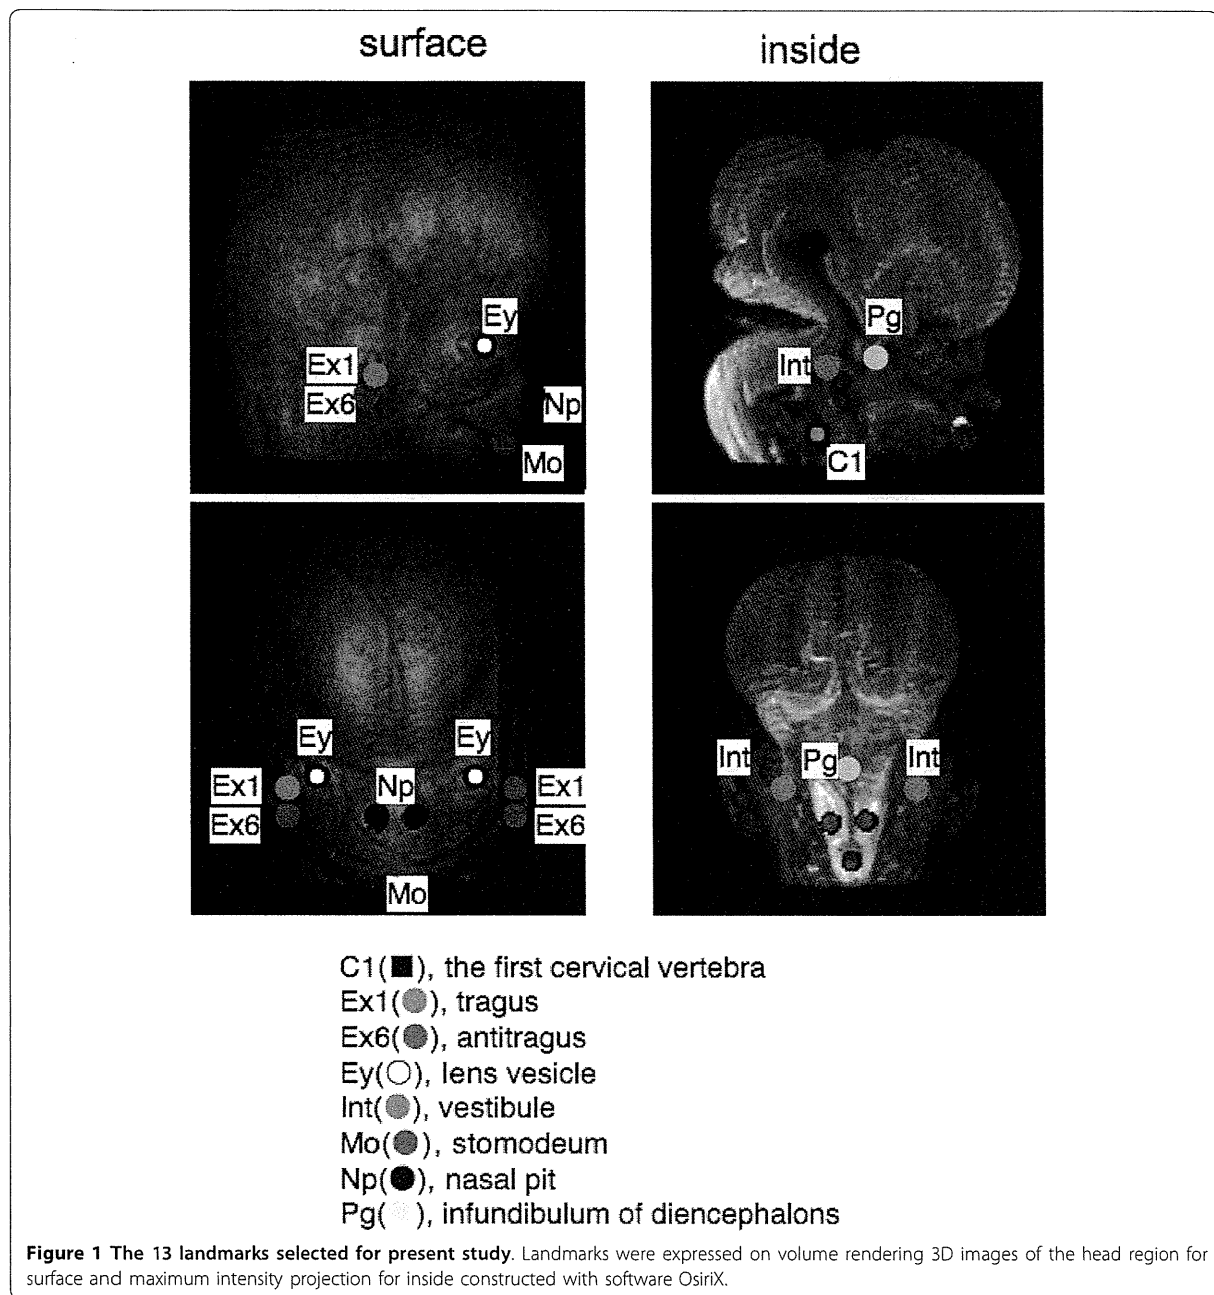 surface
inside
Ey
Ex1
Ex6
Np
Mo
Pg
Int
C1
Ey
Ey
Ex1
Np
Ex1
Ex6
Ex6
Mo
Int
Pg
Int
C1(■), the first cervical vertebra
Ex1(●), tragus
Ex6(●), antitragus
Ey(○), lens vesicle
Int(●), vestibule
Mo(●), stomodeum
Np(●), nasal pit
Pg(●), infundibulum of diencephalons
Figure 1 The 13 landmarks selected for present study. Landmarks were expressed on volume rendering 3D images of the head region for
surface and maximum intensity projection for inside constructed with software OsiriX.